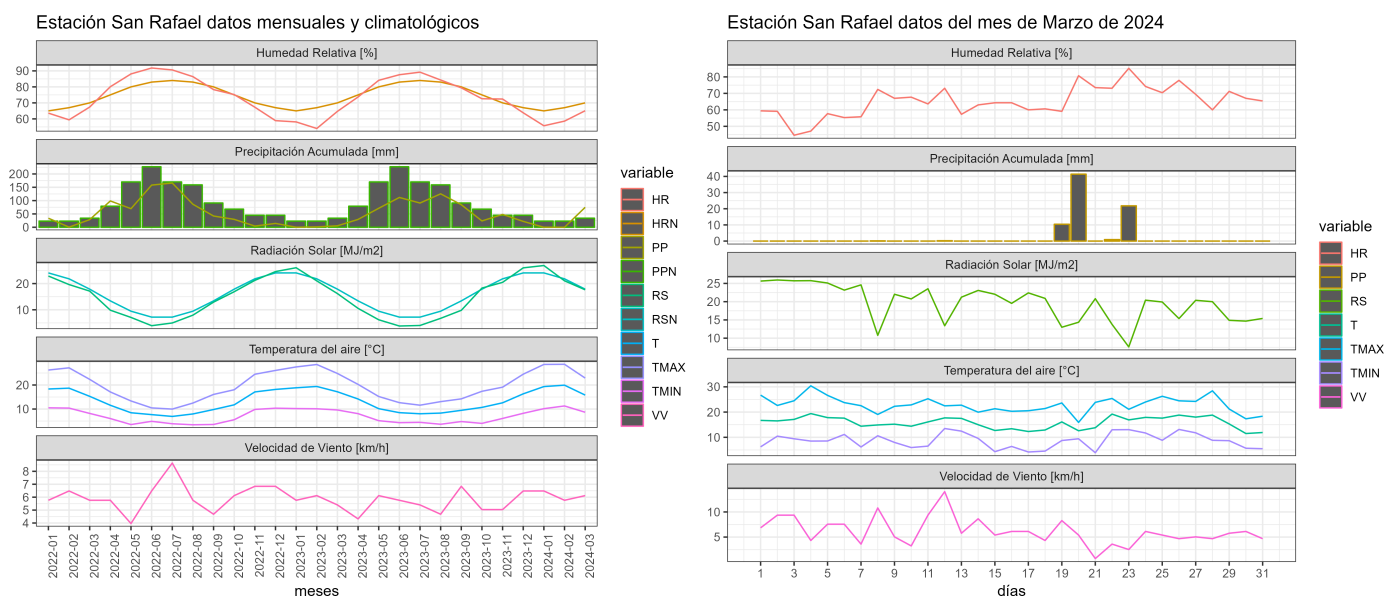 Estación San Rafael datos mensuales y climatológicos
Humedad Relativa [%]
90
80
70
60
Precipitación Acumulada [mm]
200
150
100
50
0
Radiación Solar [MJ/m2]
20
10
Temperatura del aire [°C]
20
10
Velocidad de Viento [km/h]
8
7
6
5
4
2022-01
2022-02
2022-03
2022-04
2022-05
2022-06
2022-07
2022-08
2022-09
2022-10
2022-11
2022-12
2023-01
2023-02
2023-03
2023-04
2023-05
2023-06
2023-07
2023-08
2023-09
2023-10
2023-11
2023-12
2024-01
2024-02
2024-03
meses
variable
HR
HRN
PP
PPN
RS
RSN
T
TMAX
TMIN
VV
Estación San Rafael datos del mes de Marzo de 2024
Humedad Relativa [%]
80
70
60
50
Precipitación Acumulada [mm]
40
30
20
10
0
Radiación Solar [MJ/m2]
25
20
15
10
Temperatura del aire [°C]
30
20
10
Velocidad de Viento [km/h]
10
5
1 3 5 7 9 11 13 15 17 19 21 23 25 27 29 31
días
variable
HR
PP
RS
T
TMAX
TMIN
VV